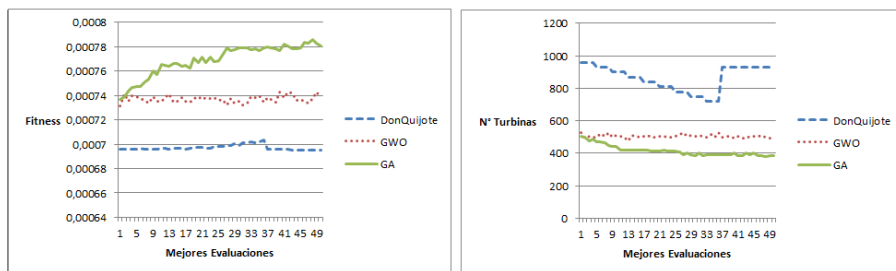 0,0008
0,00078
0,00076
0,00074
0,00072
0,0007
0,00068
0,00066
0,00064
Fitness
1 5 9 13 17 21 25 29 33 37 41 45 49
Mejores Evaluaciones
DonQuijote
GWO
GA
1200
1000
800
600
400
200
0
N° Turbinas
1 5 9 13 17 21 25 29 33 37 41 45 49
Mejores Evaluaciones
DonQuijote
GWO
GA